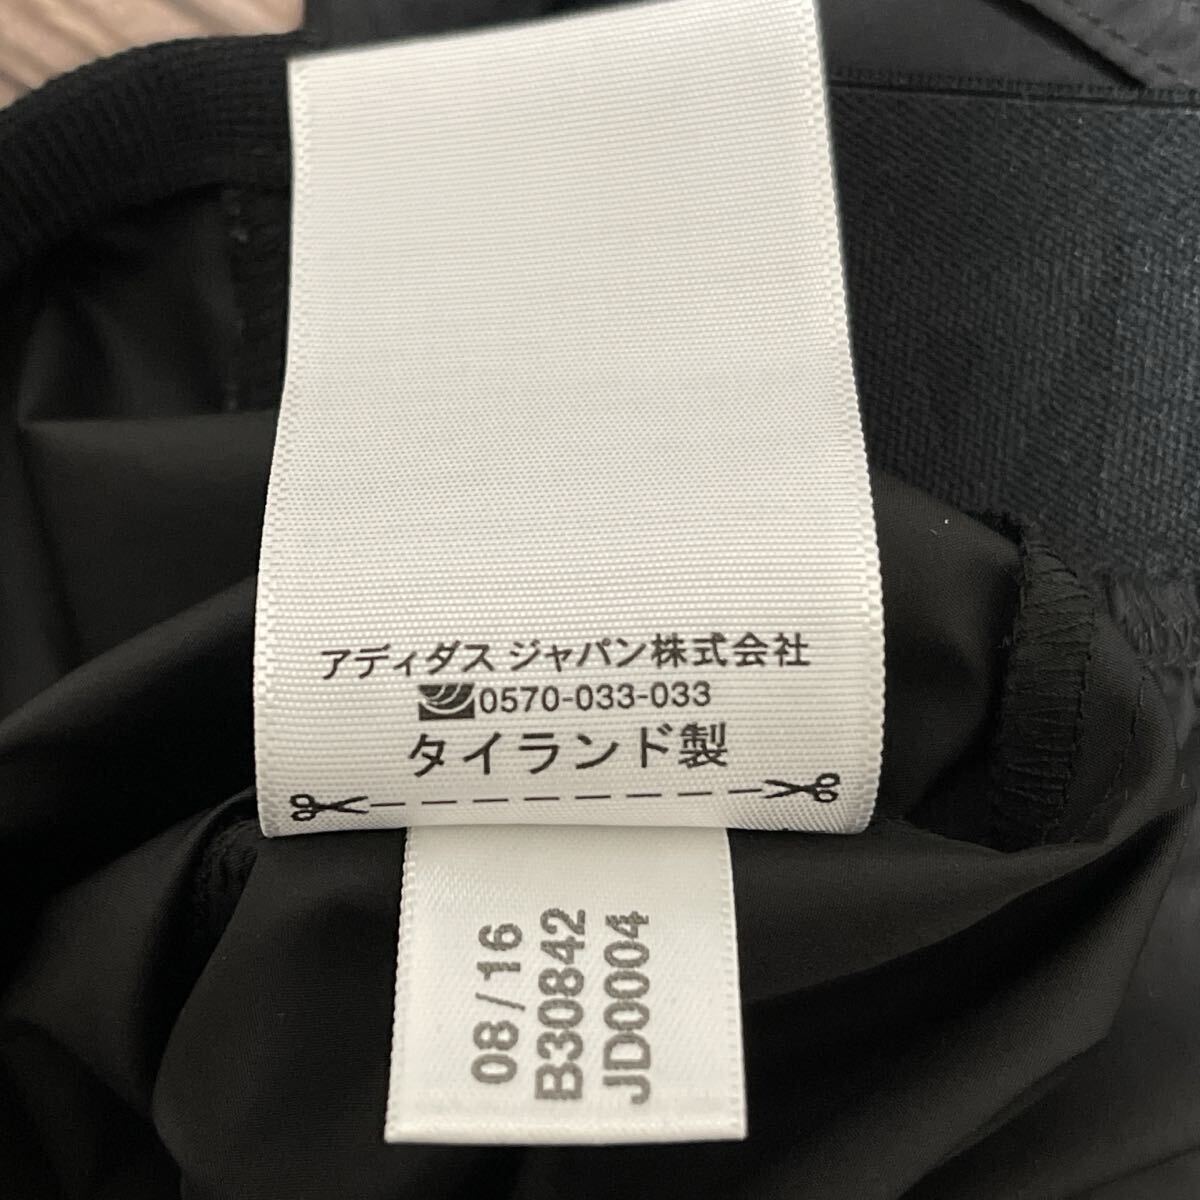 アディダス ジャパン株式会社
0570-033-033
タイランド製
08/16
B30842
JD0004